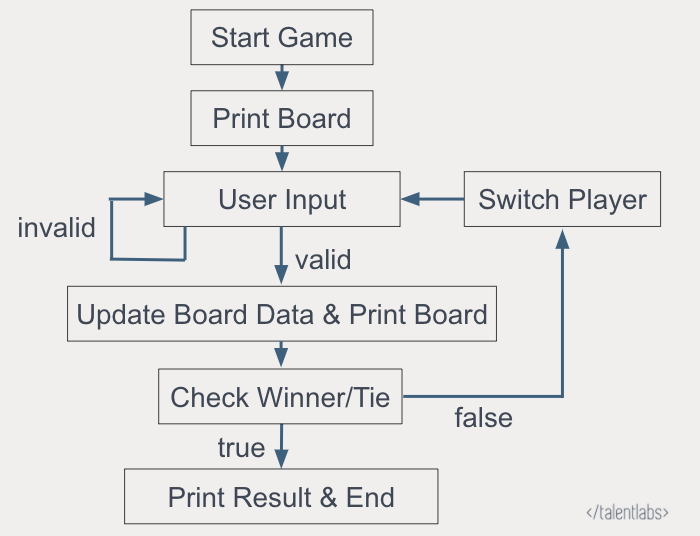 Start Game
Print Board
User Input
Switch Player
invalid
valid
Update Board Data & Print Board
Check Winner/Tie
false
true
Print Result & End
</talentlabs>